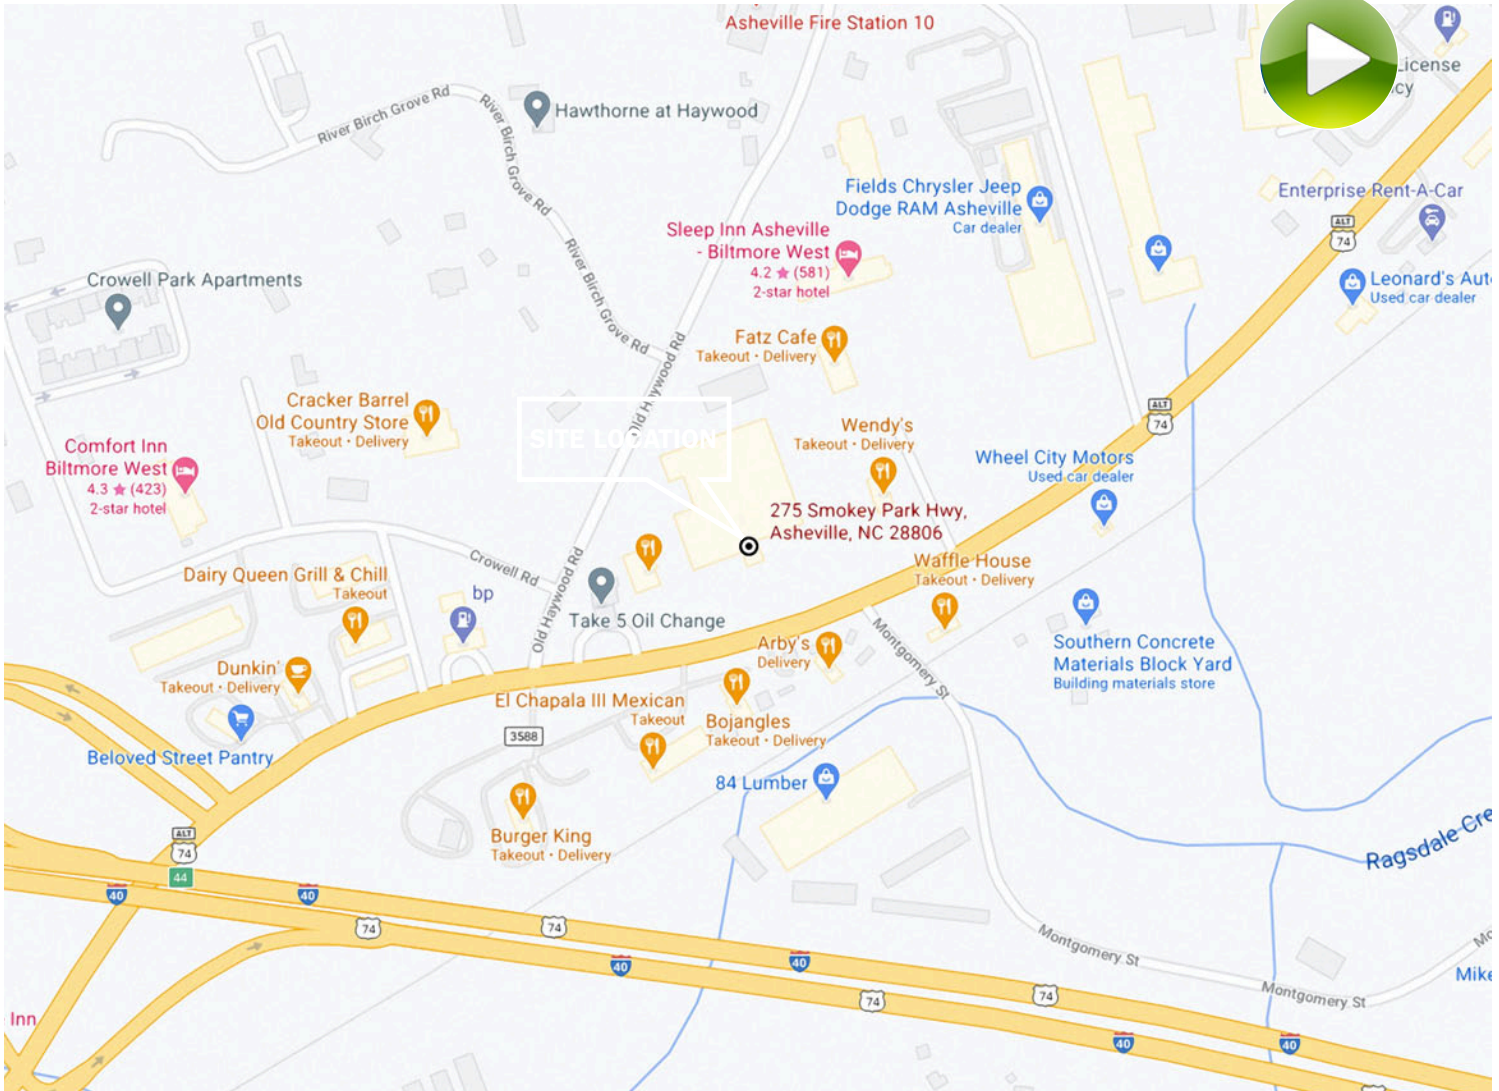 Asheville Fire Station 10
License
cy
River Birch Grove Rd
River Birch Grove Rd
River Birch Grove Rd
Hawthorne at Haywood
Fields Chrysler Jeep
Dodge RAM Asheville
Car dealer
Enterprise Rent-A-Car
ALT
74
Sleep Inn Asheville
- Biltmore West
4.2 ★ (581)
2-star hotel
Crowell Park Apartments
Leonard's Aut
Used car dealer
Fatz Cafe
Takeout · Delivery
Old Haywood Rd
Cracker Barrel
Old Country Store
Takeout · Delivery
SITE LOCATION
Wendy's
Takeout · Delivery
ALT
74
Comfort Inn
Biltmore West
4.3 ★ (423)
2-star hotel
Wheel City Motors
Used car dealer
275 Smokey Park Hwy,
Asheville, NC 28806
Crowell Rd
Old Haywood Rd
Waffle House
Takeout · Delivery
Dairy Queen Grill & Chill
Takeout
bp
Take 5 Oil Change
Arby's
Delivery
Montgomery St
Southern Concrete
Materials Block Yard
Building materials store
Dunkin'
Takeout · Delivery
El Chapala III Mexican
Takeout
Bojangles
Takeout · Delivery
3588
Beloved Street Pantry
84 Lumber
Burger King
Takeout · Delivery
Ragsdale Cre
ALT
74
44
40
40
74
74
40
40
74
74
40
40
Montgomery St
Montgomery St
Mo
Mike
Inn